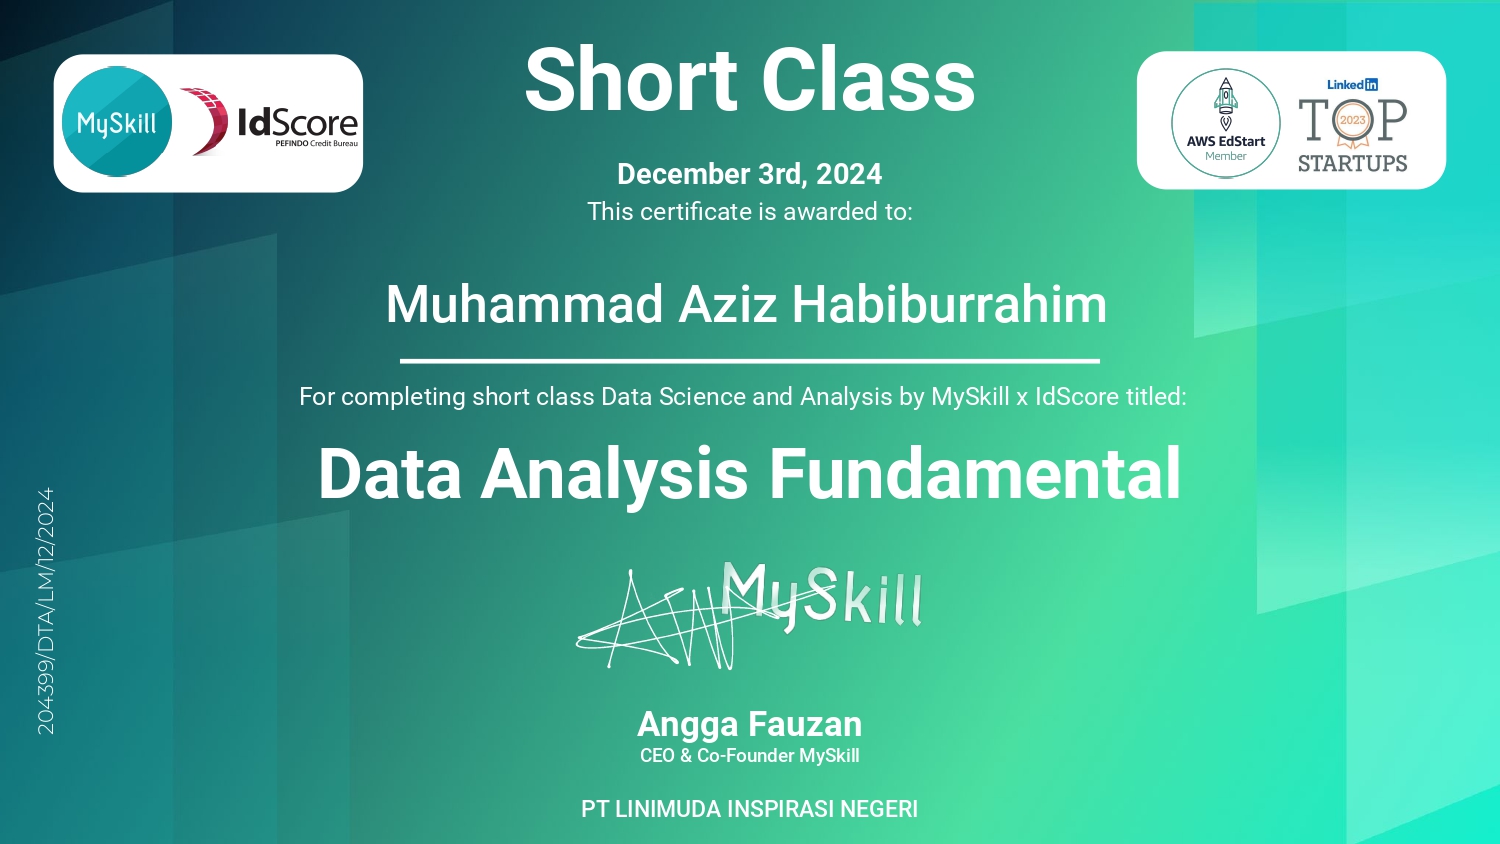 Short Class
MySkill
IdScore
PEFINDO Credit Bureau
AWS EdStart
Member
Linked in
TOP
2023
STARTUPS
December 3rd, 2024
This certificate is awarded to:
Muhammad Aziz Habiburrahim
For completing short class Data Science and Analysis by MySkill x IdScore titled:
Data Analysis Fundamental
204399/DTA/LM/12/2024
MySkill
Angga Fauzan
CEO & Co-Founder MySkill
PT LINIMUDA INSPIRASI NEGERI